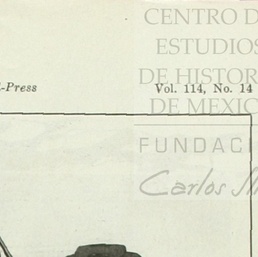 CENTRO D
ESTUDIOS
DE HISTOR
-Press Vol. 114, No. 14
DE MEXIC
FUNDACI
Carlos